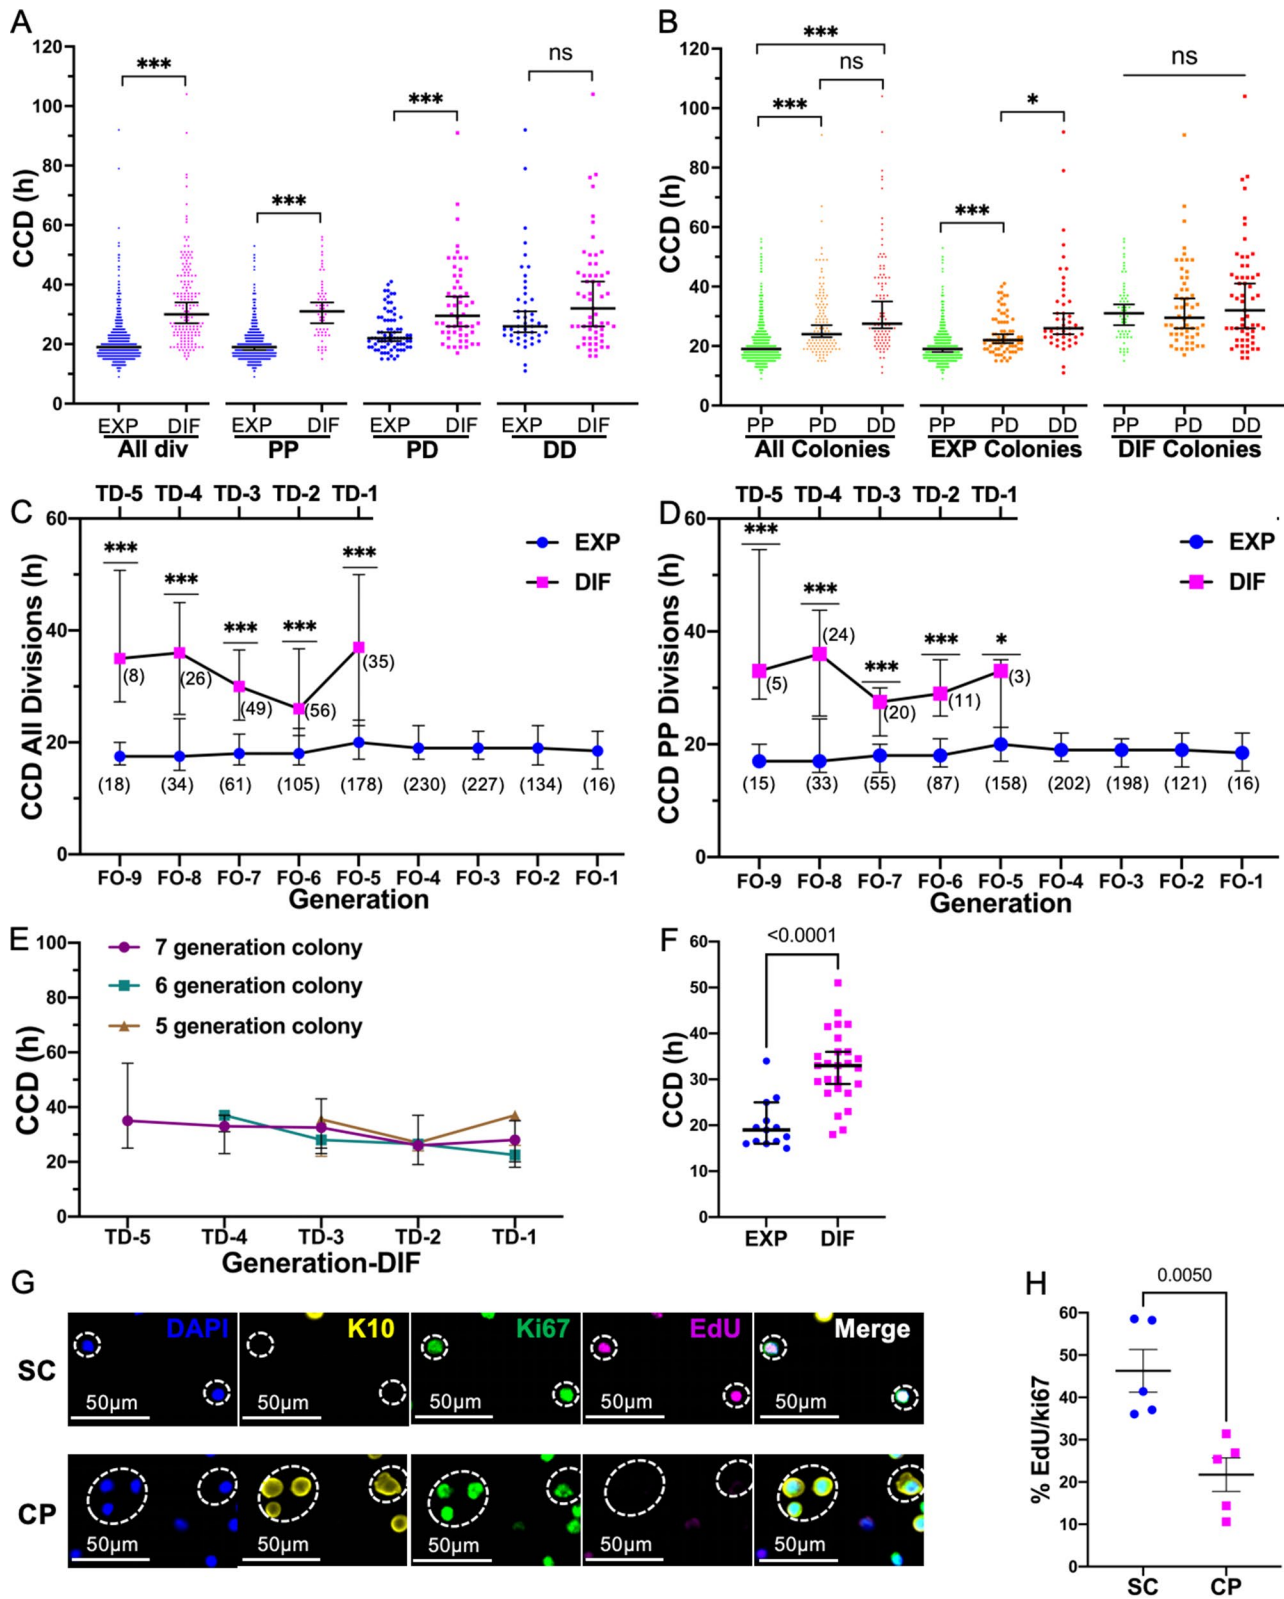 A
CCD (h)
120
100
80
60
40
20
0
***
***
***
ns
EXP DIF EXP DIF EXP DIF EXP DIF
All div PP PD DD
B
CCD (h)
120
100
80
60
40
20
0
***
ns
***
*
***
ns
PP PD DD PP PD DD PP PD DD
All Colonies EXP Colonies DIF Colonies
C
TD-5 TD-4 TD-3 TD-2 TD-1
CCD All Divisions (h)
60
40
20
0
EXP
DIF
*** *** *** *** ***
(8) (26) (49) (56) (35)
(18) (34) (61) (105) (178) (230) (227) (134) (16)
FO-9 FO-8 FO-7 FO-6 FO-5 FO-4 FO-3 FO-2 FO-1
Generation
D
TD-5 TD-4 TD-3 TD-2 TD-1
CCD PP Divisions (h)
60
40
20
0
EXP
DIF
*** *** *** *** *
(5) (24) (20) (11) (3)
(15) (33) (55) (87) (158) (202) (198) (121) (16)
FO-9 FO-8 FO-7 FO-6 FO-5 FO-4 FO-3 FO-2 FO-1
Generation
E
CCD (h)
100
80
60
40
20
0
7 generation colony
6 generation colony
5 generation colony
TD-5 TD-4 TD-3 TD-2 TD-1
Generation-DIF
F
CCD (h)
60
50
40
30
20
10
0
<0.0001
EXP DIF
G
DAPI K10 Ki67 EdU Merge
SC
50µm 50µm 50µm 50µm 50µm
CP
50µm 50µm 50µm 50µm 50µm
H
% EdU/ki67
60
50
40
30
20
10
0
0.0050
SC CP